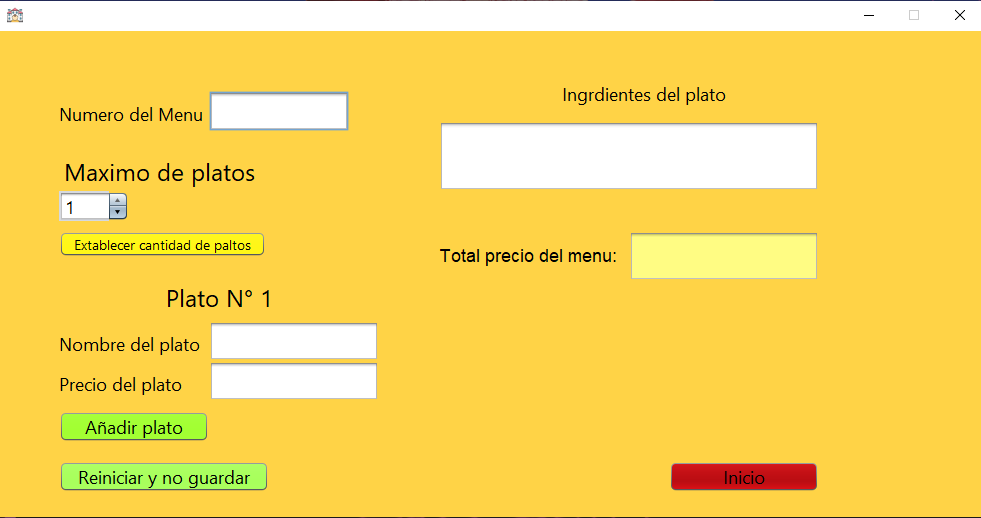 Numero del Menu
Maximo de platos
1
Extablecer cantidad de paltos
Plato N° 1
Nombre del plato
Precio del plato
Añadir plato
Reiniciar y no guardar
Ingrdientes del plato
Total precio del menu:
Inicio